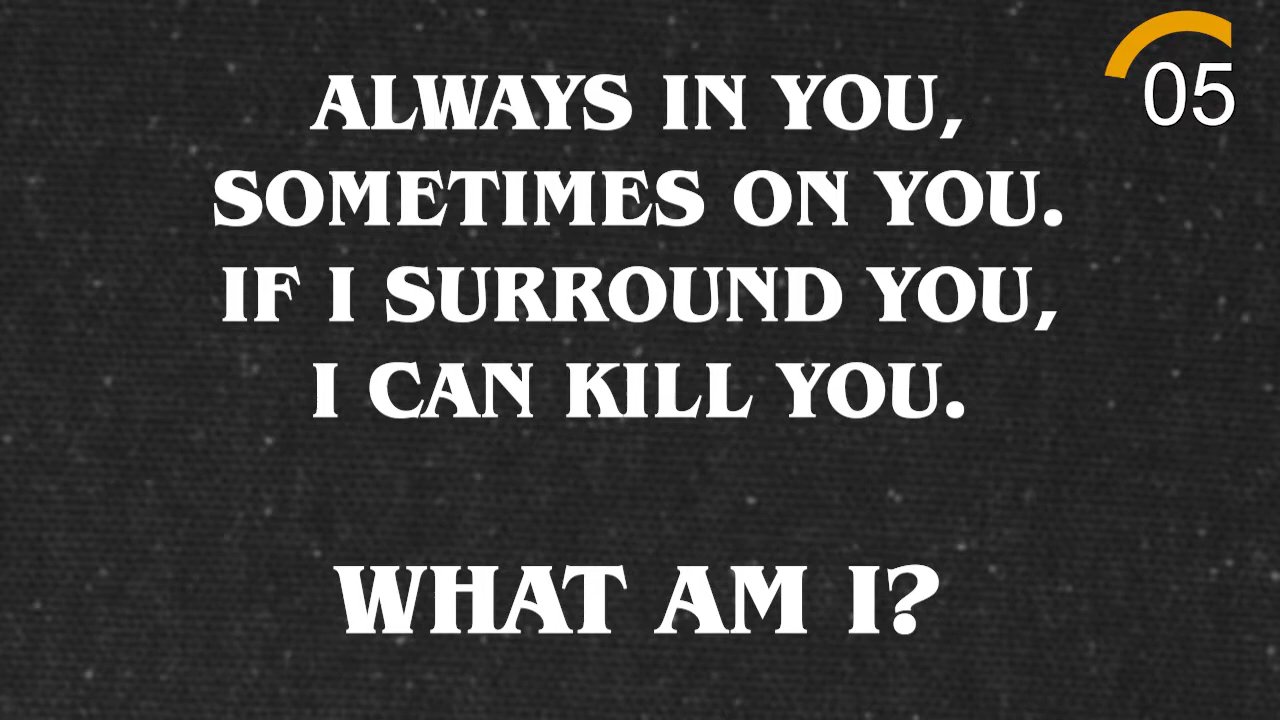 05
ALWAYS IN YOU,
SOMETIMES ON YOU.
IF I SURROUND YOU,
I CAN KILL YOU.
WHAT AM I?